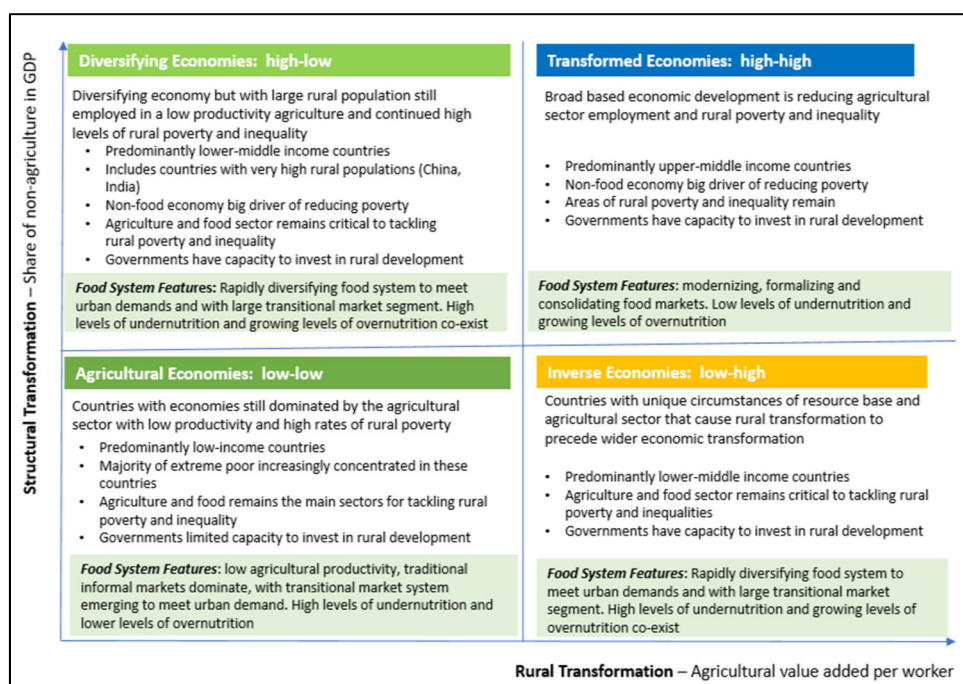 Structural Transformation – Share of non-agriculture in GDP
Diversifying Economies: high-low
Diversifying economy but with large rural population still
employed in a low productivity agriculture and continued high
levels of rural poverty and inequality
• Predominantly lower-middle income countries
• Includes countries with very high rural populations (China,
India)
• Non-food economy big driver of reducing poverty
• Agriculture and food sector remains critical to tackling
rural poverty and inequality
• Governments have capacity to invest in rural development
Food System Features: Rapidly diversifying food system to meet
urban demands and with large transitional market segment. High
levels of undernutrition and growing levels of overnutrition co-exist
Transformed Economies: high-high
Broad based economic development is reducing agricultural
sector employment and rural poverty and inequality
• Predominantly upper-middle income countries
• Non-food economy big driver of reducing poverty
• Areas of rural poverty and inequality remain
• Governments have capacity to invest in rural development
Food System Features: modernizing, formalizing and
consolidating food markets. Low levels of undernutrition and
growing levels of overnutrition
Agricultural Economies: low-low
Countries with economies still dominated by the agricultural
sector with low productivity and high rates of rural poverty
• Predominantly low-income countries
• Majority of extreme poor increasingly concentrated in these
countries
• Agriculture and food remains the main sectors for tackling rural
poverty and inequality
• Governments limited capacity to invest in rural development
Food System Features: low agricultural productivity, traditional
informal markets dominate, with transitional market system
emerging to meet urban demand. High levels of undernutrition and
lower levels of overnutrition
Inverse Economies: low-high
Countries with unique circumstances of resource base and
agricultural sector that cause rural transformation to
precede wider economic transformation
• Predominantly lower-middle income countries
• Agriculture and food sector remains critical to tackling rural
poverty and inequalities
• Governments have capacity to invest in rural development
Food System Features: Rapidly diversifying food system to
meet urban demands and with large transitional market
segment. High levels of undernutrition and growing levels of
overnutrition co-exist
Rural Transformation – Agricultural value added per worker